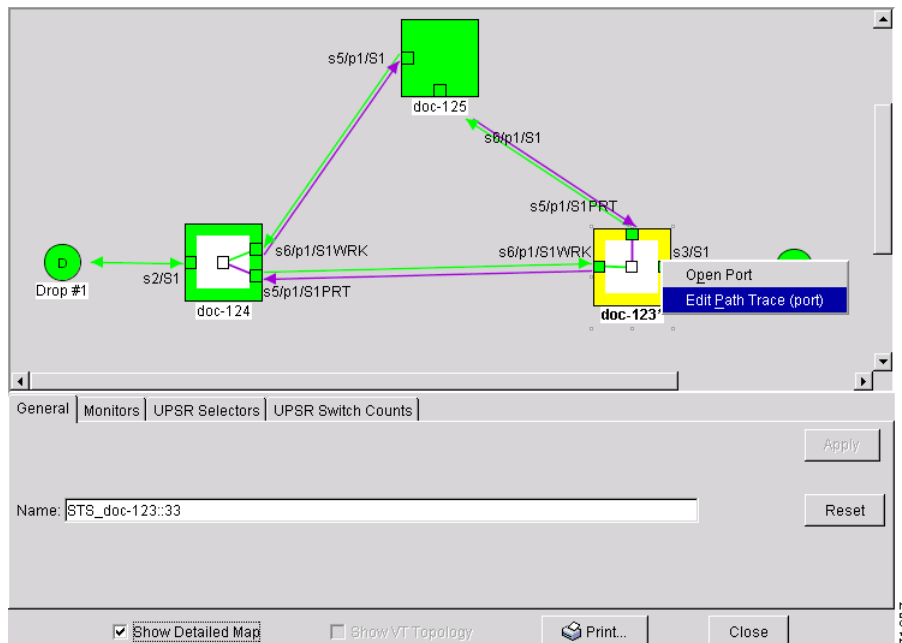 s5/p1/S1
doc-125
s6/p1/S1
s5/p1/S1PRT
s6/p1/S1WRK
s6/p1/S1WRK
s3/S1
D
Drop #1
s2/S1
s5/p1/S1PRT
doc-124
doc-123*
Open Port
Edit Path Trace (port)
General
Monitors
UPSR Selectors
UPSR Switch Counts
Apply
Name: STS_doc-123::33
Reset
Show Detailed Map
Show VT Topology
Print...
Close